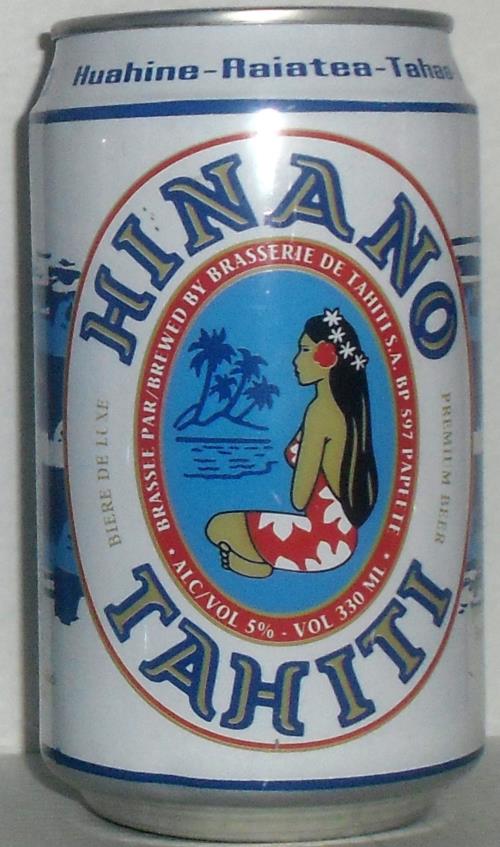 Huahine-Raiatea-Tahaa
HINANO
BRASSEE PAR/BREWED BY BRASSERIE DE TAHITI S.A. BP 597 PAPEETE
BIERE DE LUXE
PREMIUM BEER
• ALC/VOL 5% - VOL 330 ML •
TAHITI